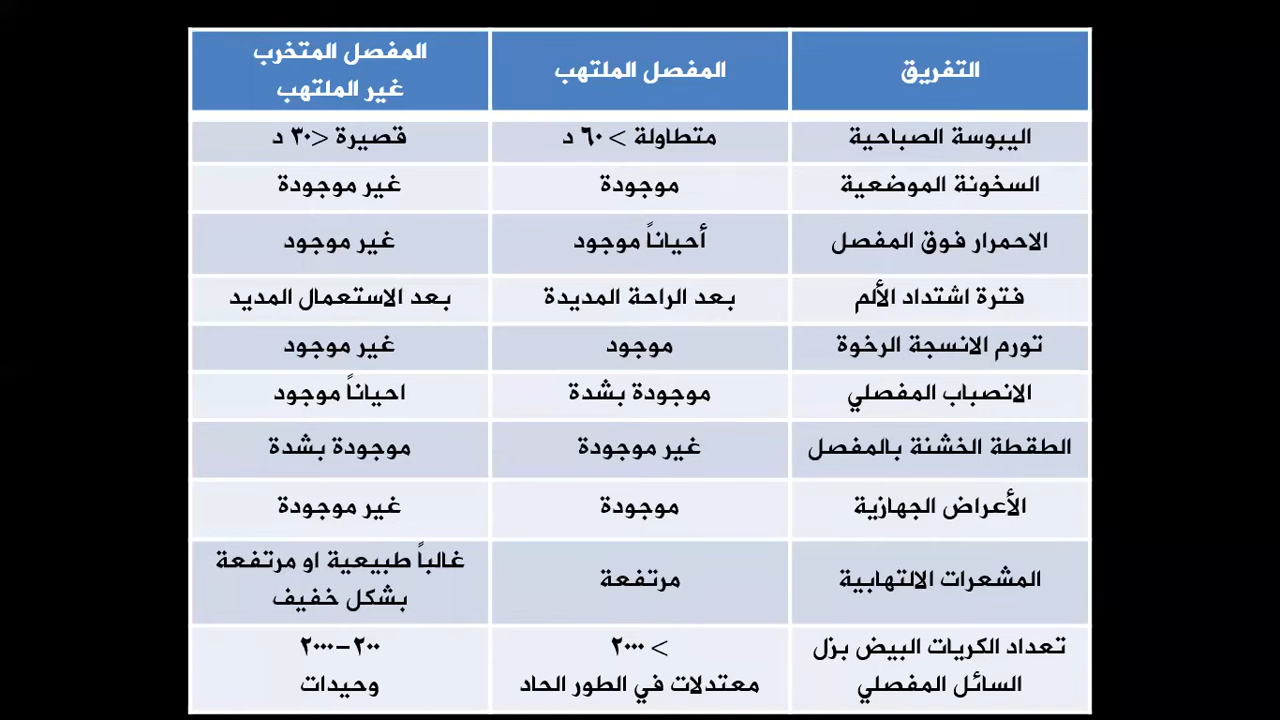 التفريق
المفصل الملتهب
المفصل المتخرب
غير الملتهب
اليبوسة الصباحية
متطاولة > ٦٠ د
قصيرة <٣٠ د
السخونة الموضعية
موجودة
غير موجودة
الاحمرار فوق المفصل
أحياناً موجود
غير موجود
فترة اشتداد الألم
بعد الراحة المديدة
بعد الاستعمال المديد
تورم الانسجة الرخوة
موجود
غير موجود
الانصباب المفصلي
موجودة بشدة
احياناً موجود
الطقطة الخشنة بالمفصل
غير موجودة
موجودة بشدة
الأعراض الجهازية
موجودة
غير موجودة
المشعرات الالتهابية
مرتفعة
غالباً طبيعية او مرتفعة
بشكل خفيف
تعداد الكريات البيض بزل
السائل المفصلي
> ٢٠٠٠
معتدلات في الطور الحاد
٢٠٠–٢٠٠٠
وحيدات